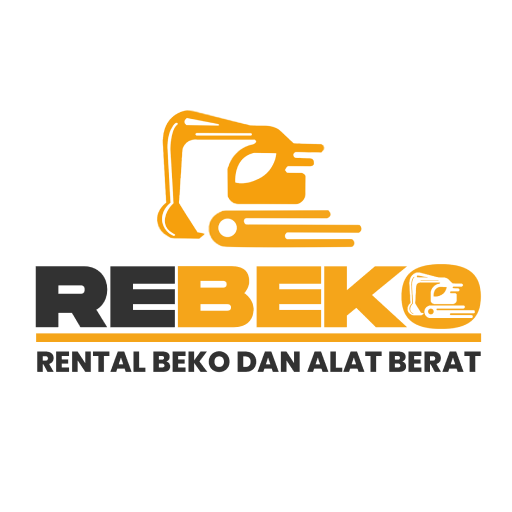 REBEKO
RENTAL BEKO DAN ALAT BERAT